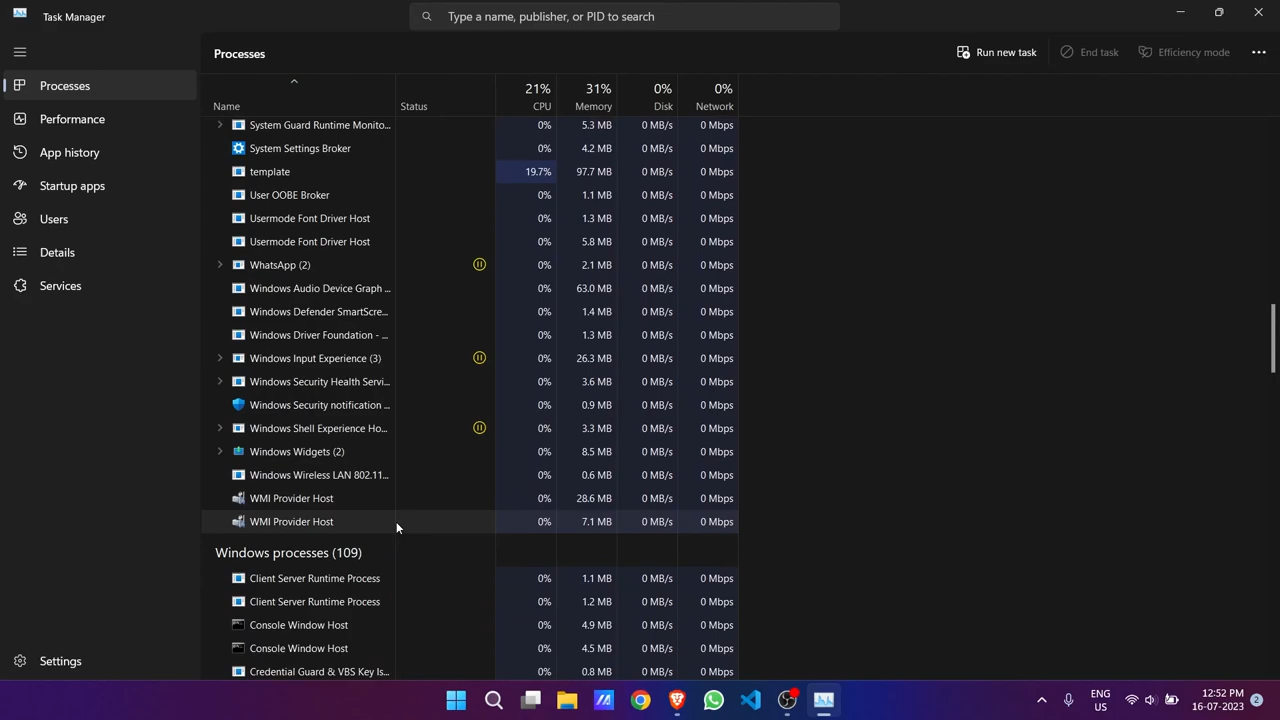 Task Manager
Type a name, publisher, or PID to search
Processes
Run new task
End task
Efficiency mode
Processes
Performance
App history
Startup apps
Users
Details
Services
Settings
21% 31% 0% 0%
Name Status CPU Memory Disk Network
System Guard Runtime Monito... 0% 5.3 MB 0 MB/s 0 Mbps
System Settings Broker 0% 4.2 MB 0 MB/s 0 Mbps
template 19.7% 97.7 MB 0 MB/s 0 Mbps
User OOBE Broker 0% 1.1 MB 0 MB/s 0 Mbps
Usermode Font Driver Host 0% 1.3 MB 0 MB/s 0 Mbps
Usermode Font Driver Host 0% 5.8 MB 0 MB/s 0 Mbps
WhatsApp (2) 0% 2.1 MB 0 MB/s 0 Mbps
Windows Audio Device Graph ... 0% 63.0 MB 0 MB/s 0 Mbps
Windows Defender SmartScre... 0% 1.4 MB 0 MB/s 0 Mbps
Windows Driver Foundation - ... 0% 1.3 MB 0 MB/s 0 Mbps
Windows Input Experience (3) 0% 26.3 MB 0 MB/s 0 Mbps
Windows Security Health Servi... 0% 3.6 MB 0 MB/s 0 Mbps
Windows Security notification ... 0% 0.9 MB 0 MB/s 0 Mbps
Windows Shell Experience Ho... 0% 3.3 MB 0 MB/s 0 Mbps
Windows Widgets (2) 0% 8.5 MB 0 MB/s 0 Mbps
Windows Wireless LAN 802.11... 0% 0.6 MB 0 MB/s 0 Mbps
WMI Provider Host 0% 28.6 MB 0 MB/s 0 Mbps
WMI Provider Host 0% 7.1 MB 0 MB/s 0 Mbps
Windows processes (109)
Client Server Runtime Process 0% 1.1 MB 0 MB/s 0 Mbps
Client Server Runtime Process 0% 1.2 MB 0 MB/s 0 Mbps
Console Window Host 0% 4.9 MB 0 MB/s 0 Mbps
Console Window Host 0% 4.5 MB 0 MB/s 0 Mbps
Credential Guard & VBS Key Is... 0% 0.8 MB 0 MB/s 0 Mbps
ENG
US
12:52 PM
16-07-2023
2